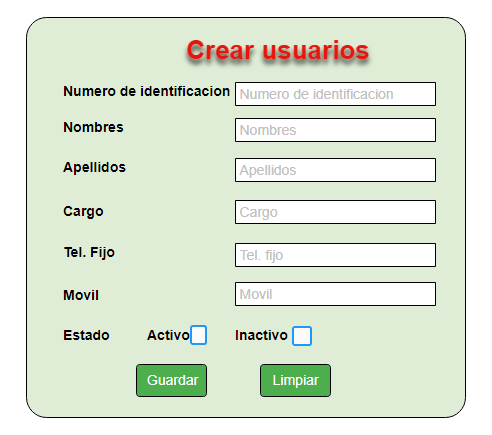 Crear usuarios
Numero de identificacion Numero de identificacion
Nombres Nombres
Apellidos Apellidos
Cargo Cargo
Tel. Fijo Tel. fijo
Movil Movil
Estado Activo Inactivo
Guardar Limpiar